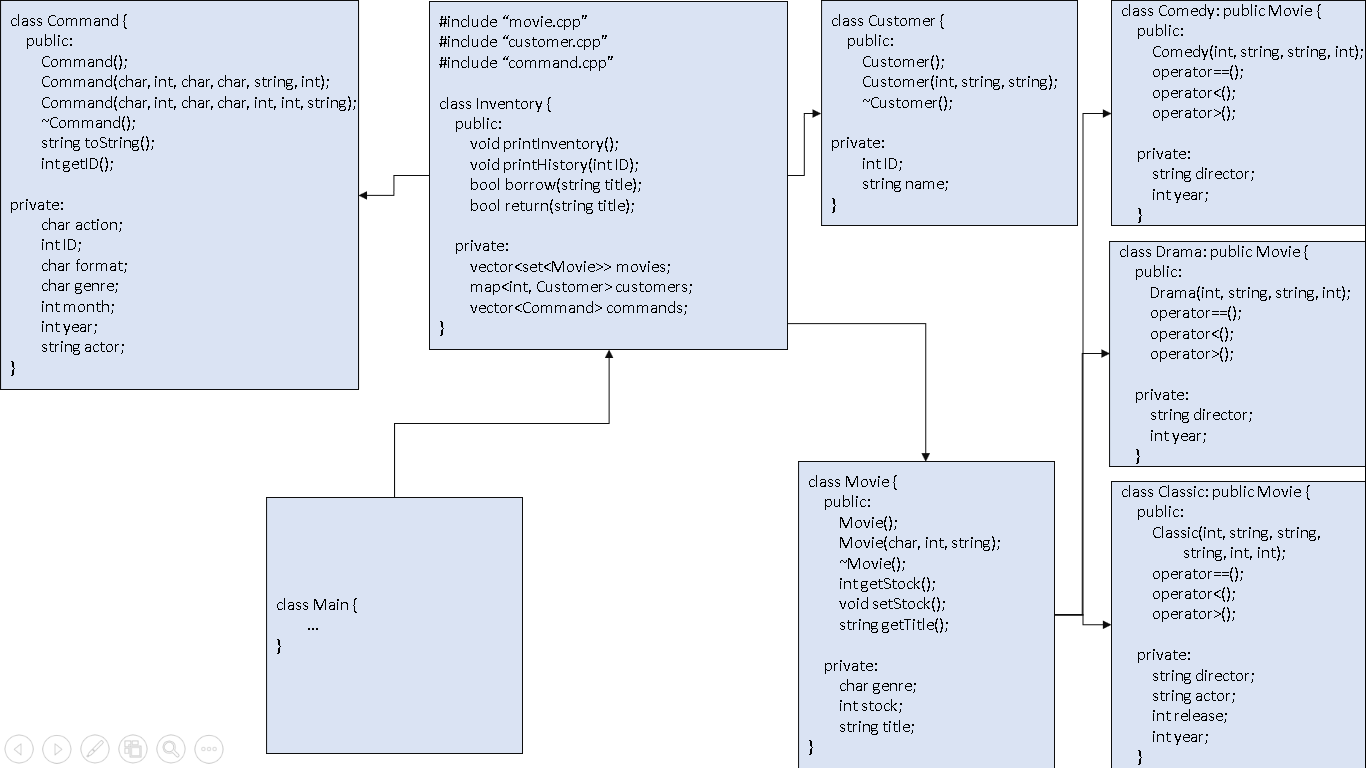 class Command {
public:
Command();
Command(char, int, char, char, string, int);
Command(char, int, char, char, int, int, string);
~Command();
string toString();
int getID();
private:
char action;
int ID;
char format;
char genre;
int month;
int year;
string actor;
}
#include “movie.cpp”
#include “customer.cpp”
#include “command.cpp”
class Inventory {
public:
void printInventory();
void printHistory(int ID);
bool borrow(string title);
bool return(string title);
private:
vector<set<Movie>> movies;
map<int, Customer> customers;
vector<Command> commands;
}
class Customer {
public:
Customer();
Customer(int, string, string);
~Customer();
private:
int ID;
string name;
}
class Comedy: public Movie {
public:
Comedy(int, string, string, int);
operator==();
operator<();
operator>();
private:
string director;
int year;
}
class Drama: public Movie {
public:
Drama(int, string, string, int);
operator==();
operator<();
operator>();
private:
string director;
int year;
}
class Main {
...
}
class Movie {
public:
Movie();
Movie(char, int, string);
~Movie();
int getStock();
void setStock();
string getTitle();
private:
char genre;
int stock;
string title;
}
class Classic: public Movie {
public:
Classic(int, string, string,
string, int, int);
operator==();
operator<();
operator>();
private:
string director;
string actor;
int release;
int year;
}